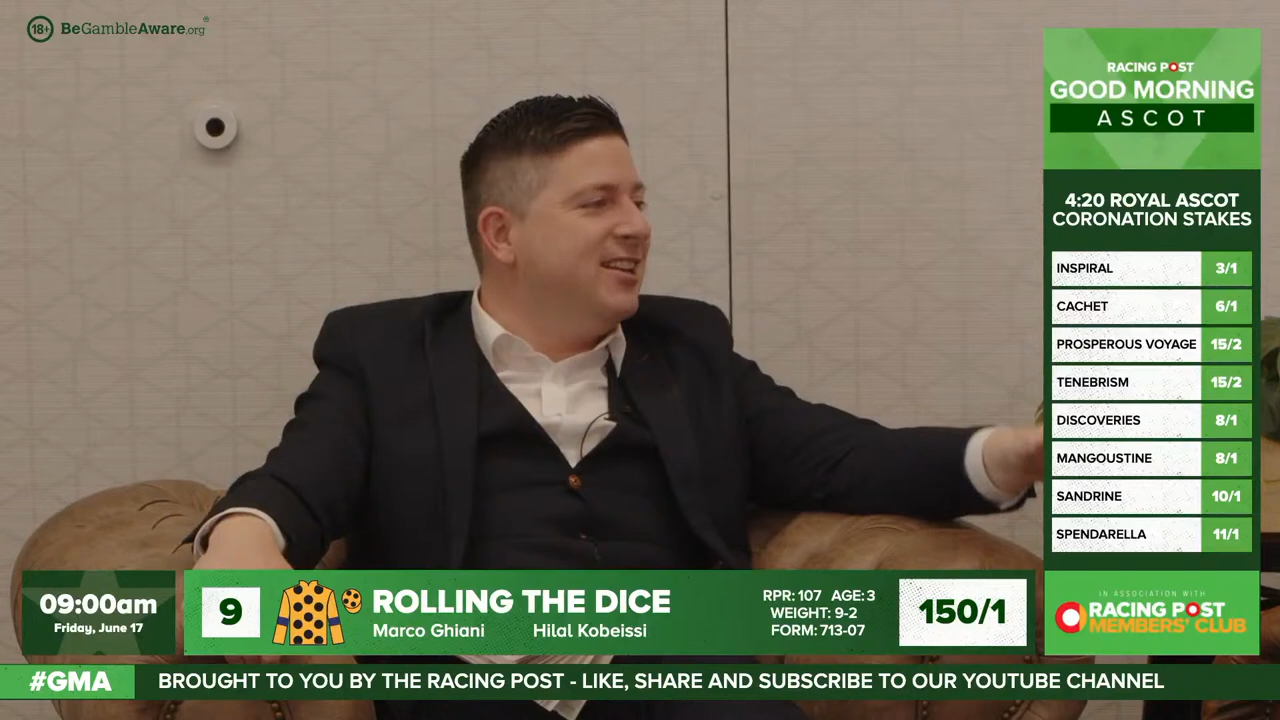 18+ BeGambleAware.org®
RACING POST
GOOD MORNING
ASCOT
4:20 ROYAL ASCOT
CORONATION STAKES
INSPIRAL 3/1
CACHET 6/1
PROSPEROUS VOYAGE 15/2
TENEBRISM 15/2
DISCOVERIES 8/1
MANGOUSTINE 8/1
SANDRINE 10/1
SPENDARELLA 11/1
09:00am
Friday, June 17
9
ROLLING THE DICE
Marco Ghiani Hilal Kobeissi
RPR: 107 AGE: 3
WEIGHT: 9-2
FORM: 713-07
150/1
IN ASSOCIATION WITH
RACING POST
MEMBERS' CLUB
#GMA
BROUGHT TO YOU BY THE RACING POST - LIKE, SHARE AND SUBSCRIBE TO OUR YOUTUBE CHANNEL